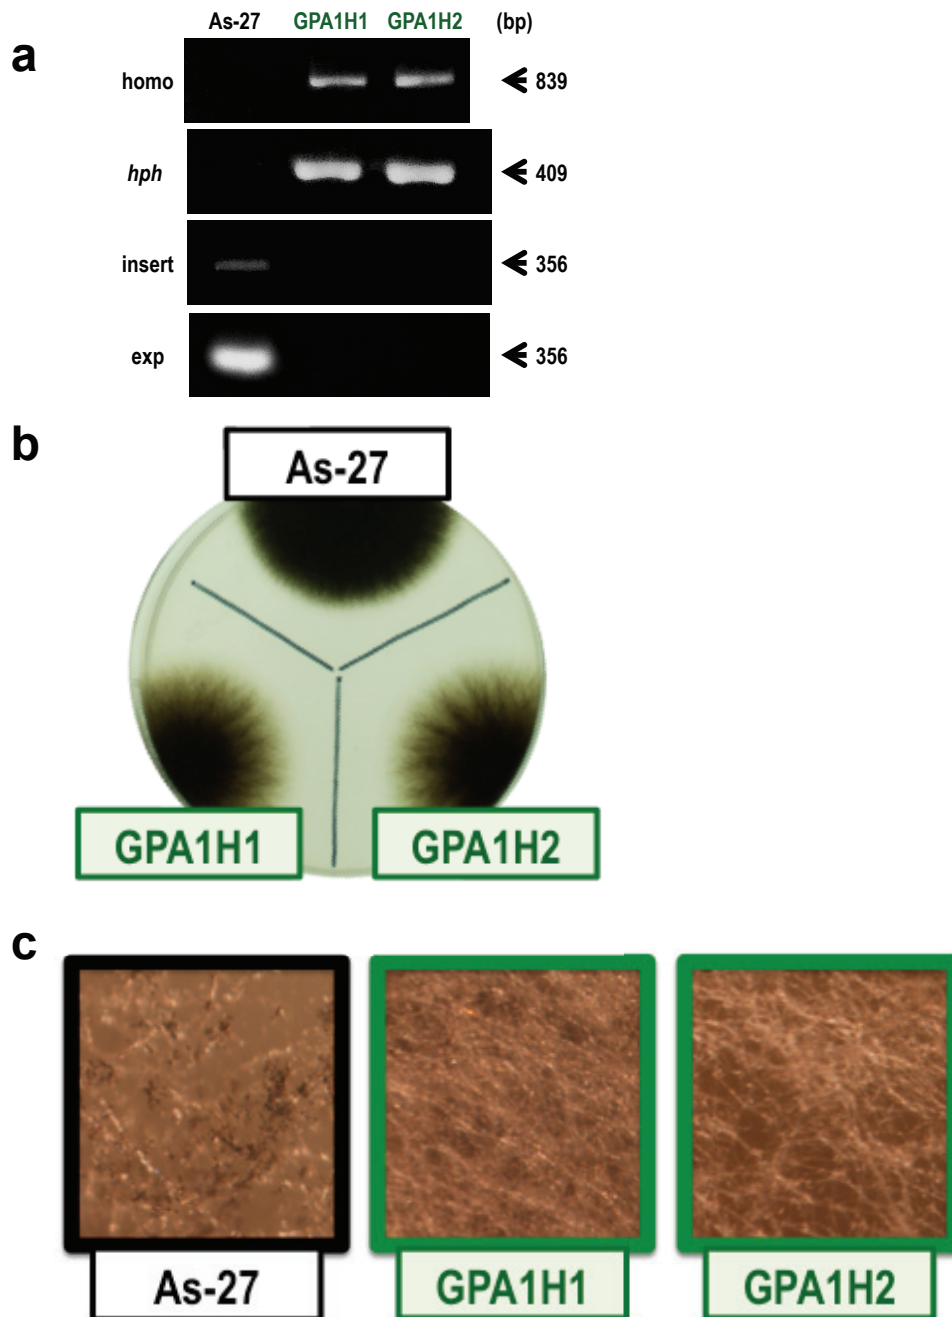 a
As-27 GPA1H1 GPA1H2 (bp)
homo 839
hph 409
insert 356
exp 356
b
As-27
GPA1H1 GPA1H2
c
As-27 GPA1H1 GPA1H2